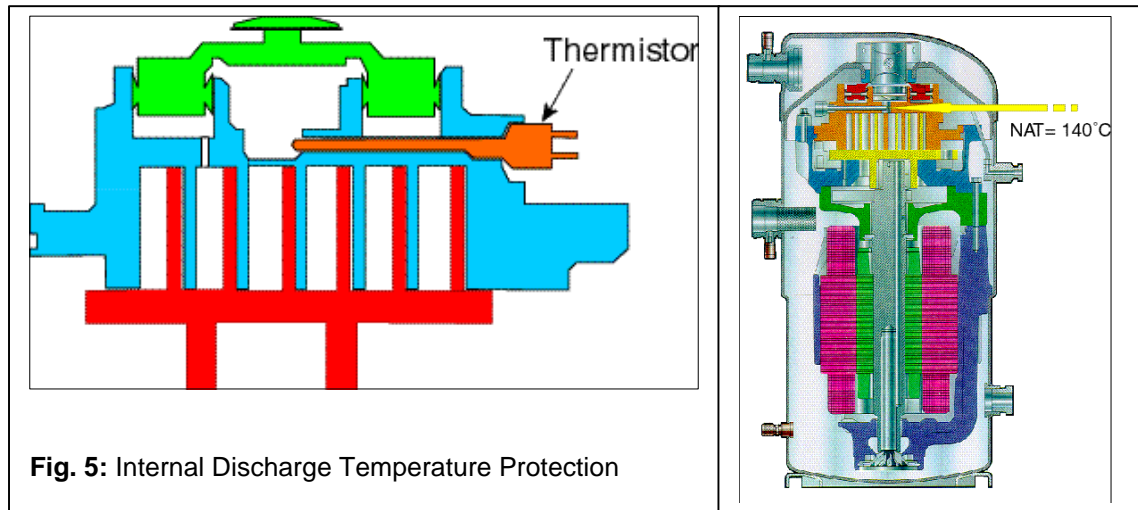 Thermistor
Fig. 5: Internal Discharge Temperature Protection
NAT= 140°C